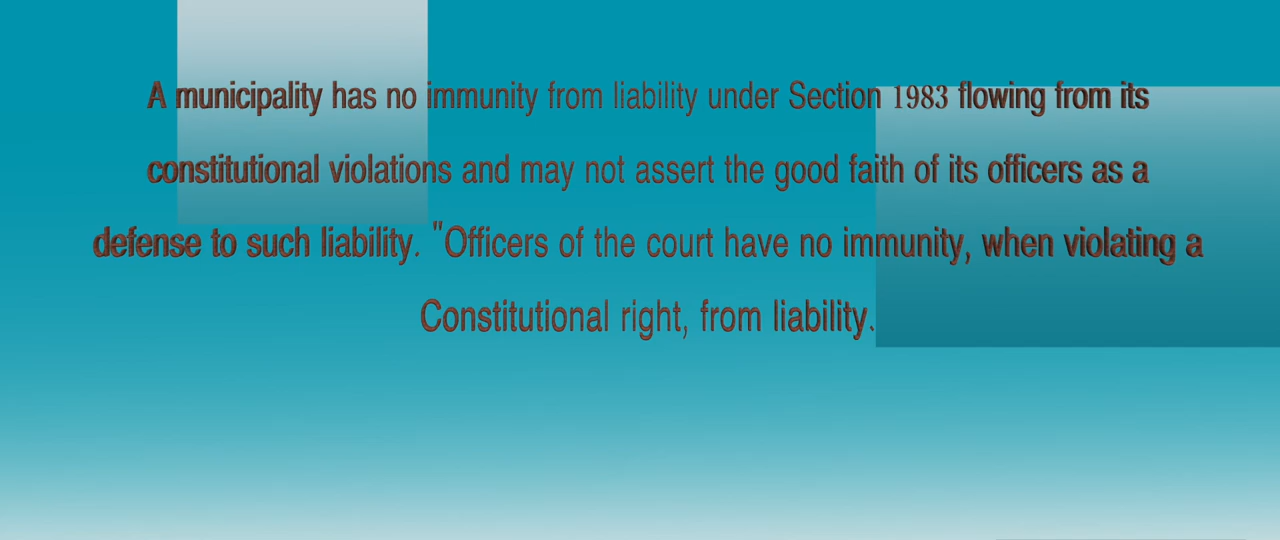 A municipality has no immunity from liability under Section 1983 flowing from its
constitutional violations and may not assert the good faith of its officers as a
defense to such liability. "Officers of the court have no immunity, when violating a
Constitutional right, from liability.